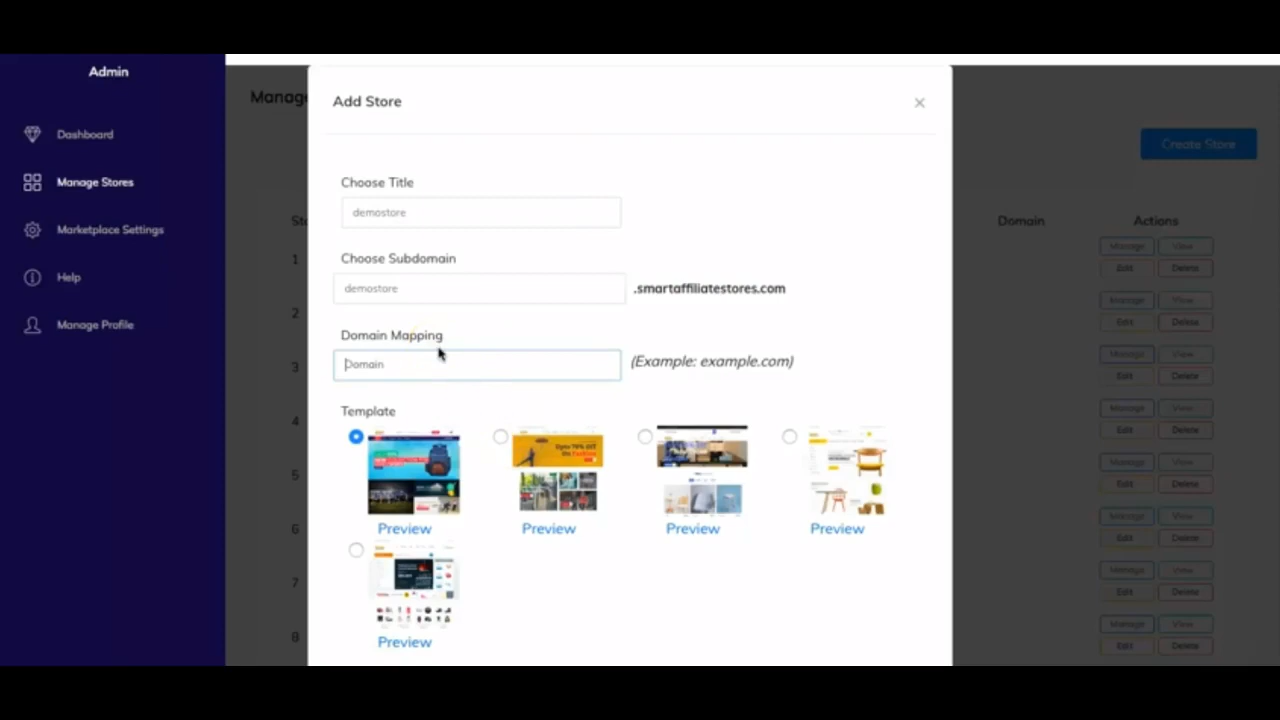 Admin
Dashboard
Manage Stores
Marketplace Settings
Help
Manage Profile
Manage
Create Store
Add Store
×
Choose Title
demostore
Choose Subdomain
demostore
.smartaffiliatestores.com
Domain Mapping
Domain
(Example: example.com)
Template
Preview
Preview
Preview
Preview
Preview
Domain
Actions
1
Manage View
Edit Delete
2
Manage View
Edit Delete
3
Manage View
Edit Delete
4
Manage View
Edit Delete
5
Manage View
Edit Delete
6
Manage View
Edit Delete
7
Manage View
Edit Delete
8
Manage View
Edit Delete